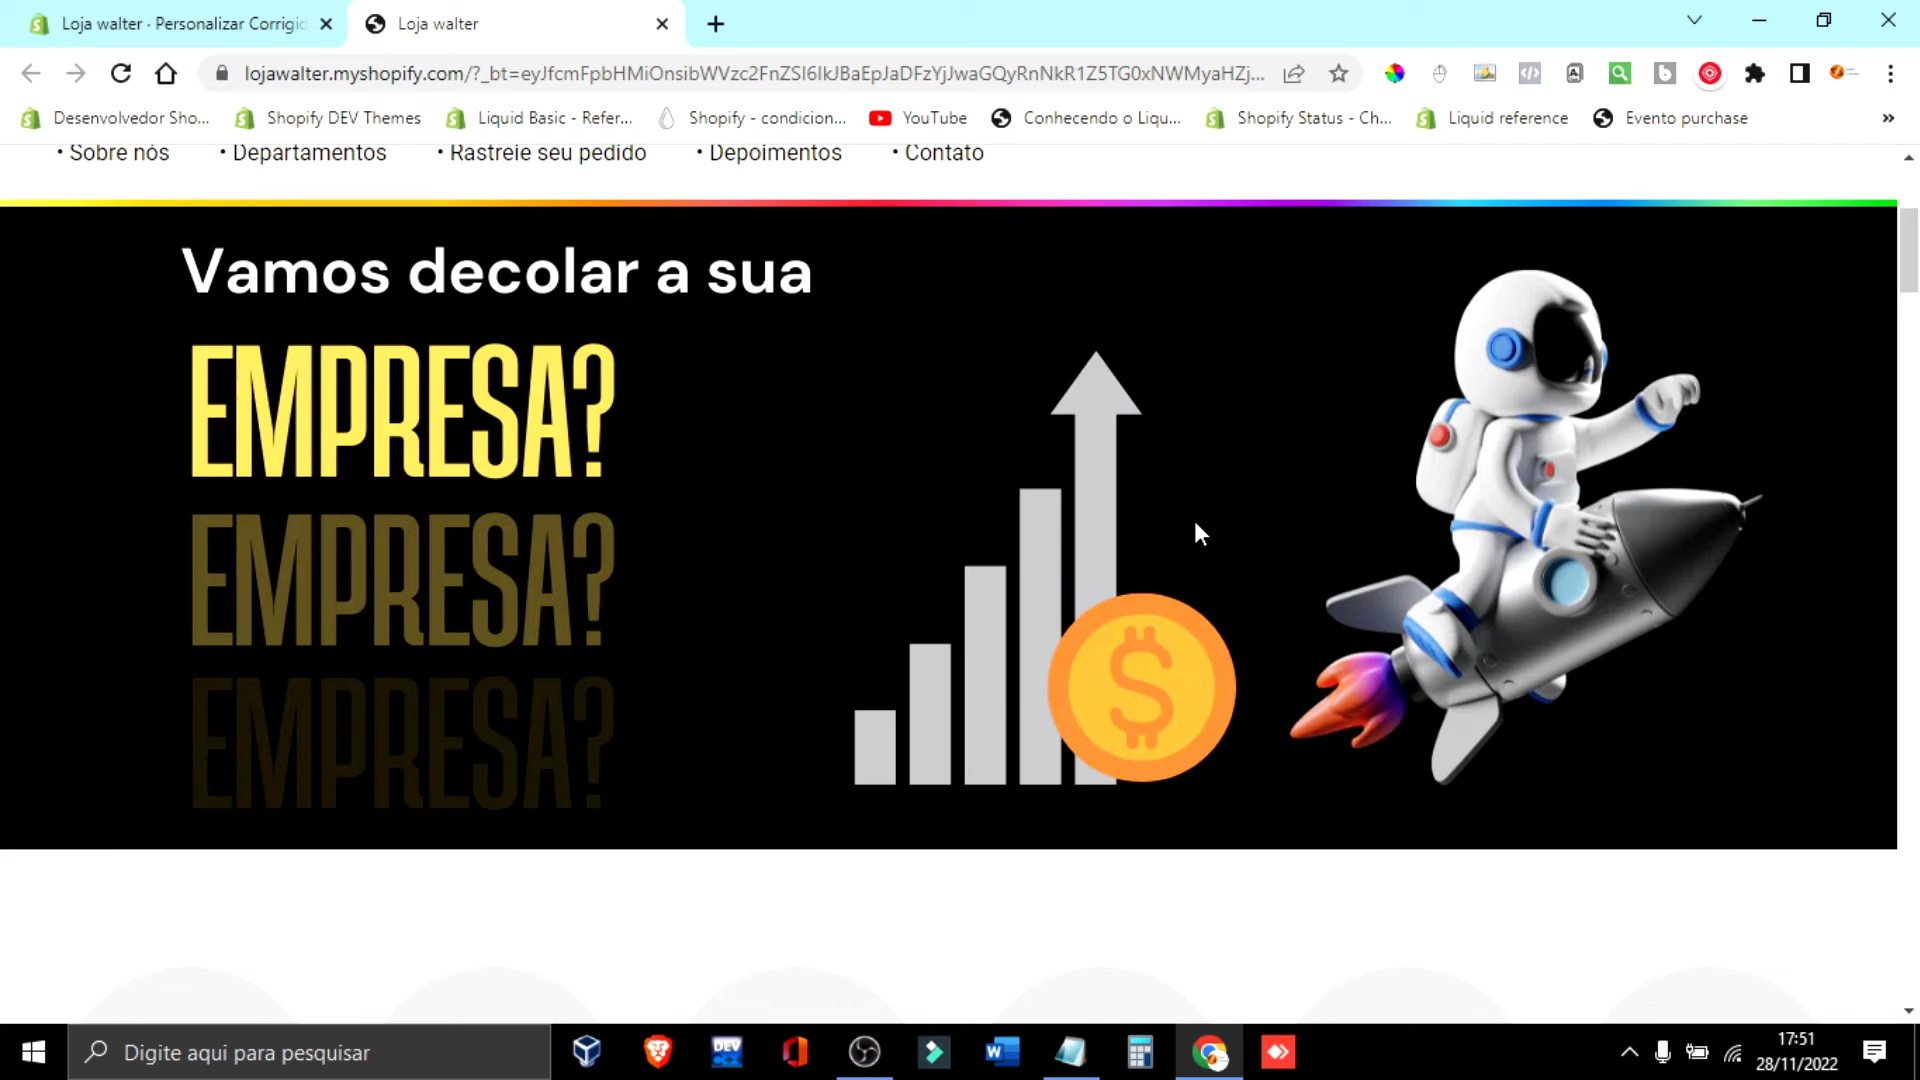 Loja walter · Personalizar Corrigid
Loja walter
lojawalter.myshopify.com/?_bt=eyJfcmFpbHMiOnsibWVzc2FnZSI6IkJBaEpJaDFzYjJwaGQyRnNkR1Z5TG0xNWMyaHZj...
Desenvolvedor Sho...
Shopify DEV Themes
Liquid Basic - Refer...
Shopify - condicion...
YouTube
Conhecendo o Liqu...
Shopify Status - Ch...
Liquid reference
Evento purchase
»
• Sobre nós
• Departamentos
• Rastreie seu pedido
• Depoimentos
• Contato
Vamos decolar a sua
EMPRESA?
EMPRESA?
EMPRESA?
$
Digite aqui para pesquisar
DEV
17:51
28/11/2022